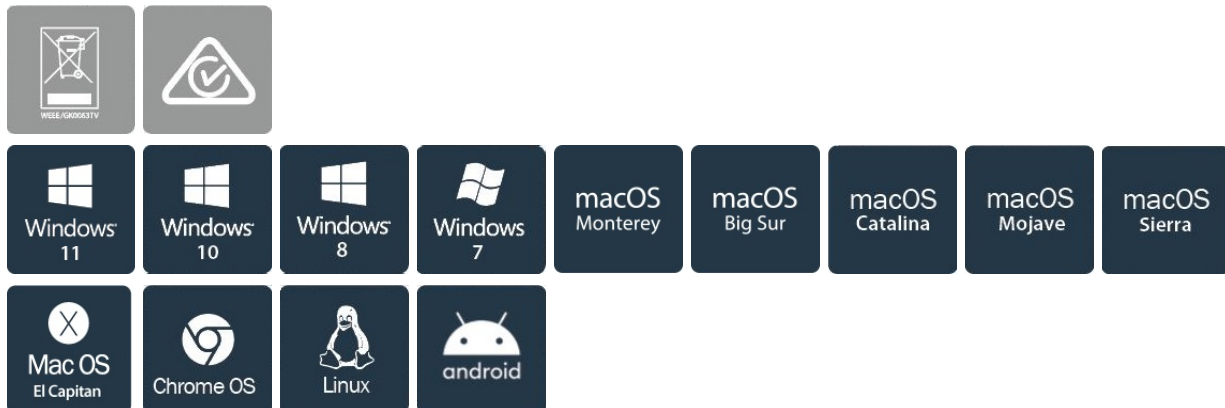 WEEE/GK0063TV
Windows
11
Windows
10
Windows
8
Windows
7
macOS
Monterey
macOS
Big Sur
macOS
Catalina
macOS
Mojave
macOS
Sierra
X
Mac OS
El Capitan
Chrome OS
Linux
android